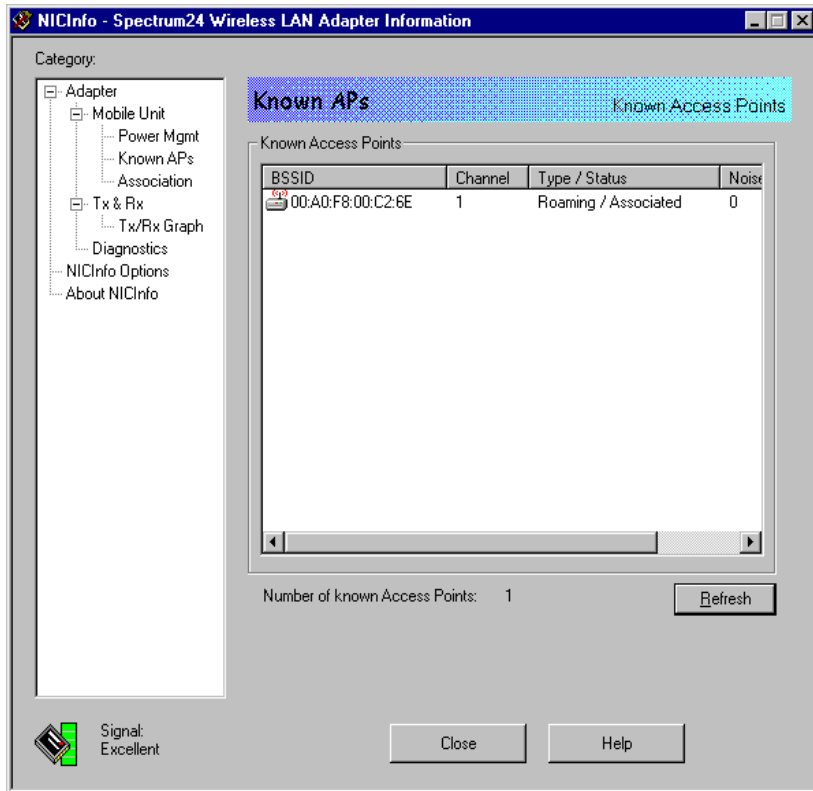 NICInfo - Spectrum24 Wireless LAN Adapter Information
Category:
Adapter
Mobile Unit
Power Mgmt
Known APs
Association
Tx & Rx
Tx/Rx Graph
Diagnostics
NICInfo Options
About NICInfo
Known APs
Known Access Points
Known Access Points
BSSID Channel Type / Status Noise
00:A0:F8:00:C2:6E 1 Roaming / Associated 0
Number of known Access Points: 1
Refresh
Signal:
Excellent
Close
Help